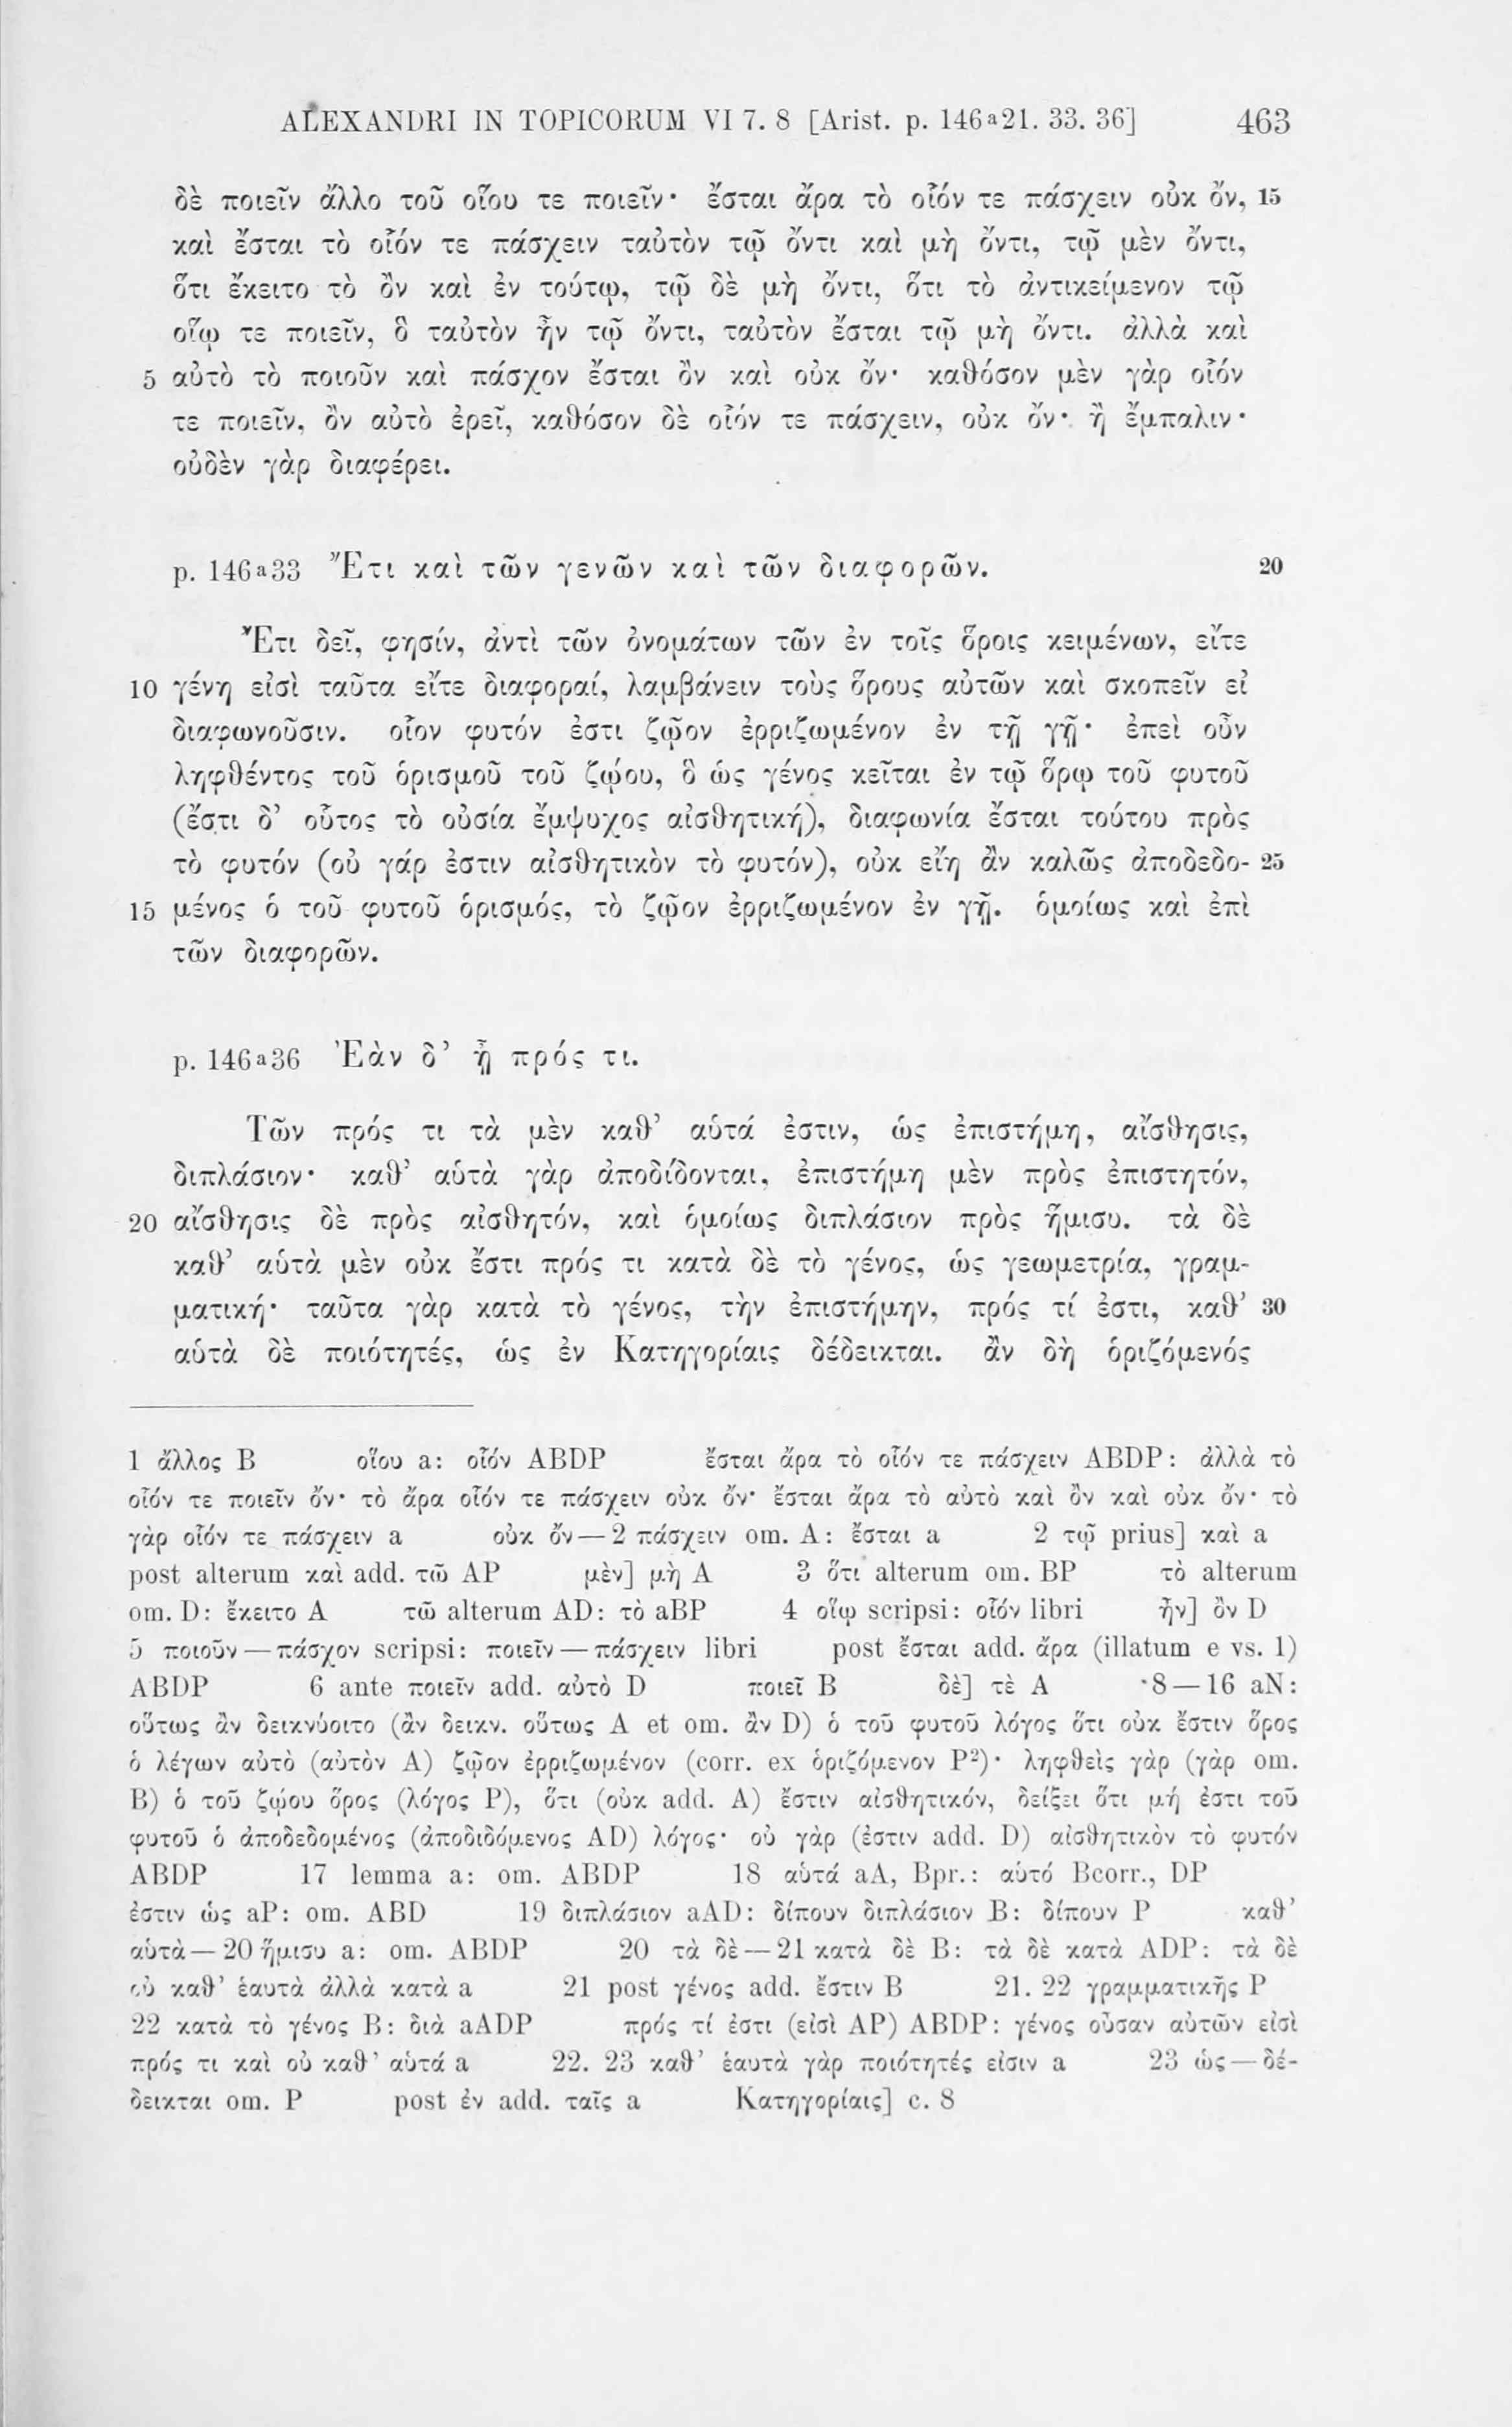 ALEXANDRI IN TOPICORUM VI 7. 8 [Arist. p. 146a21. 33. 36] 463
δὲ ποιεῖν ἄλλο τοῦ οἵου τε ποιεῖν· ἔσται ἄρα τὸ οἷόν τε πάσχειν οὐκ ὄν, 15
καὶ ἔσται τὸ οἷόν τε πάσχειν ταὐτὸν τῷ ὄντι καὶ μὴ ὄντι, τῷ μὲν ὄντι,
ὅτι ἔκειτο τὸ ὂν καὶ ἐν τούτῳ, τῷ δὲ μὴ ὄντι, ὅτι τὸ ἀντικείμενον τῷ
οἵῳ τε ποιεῖν, ὃ ταὐτὸν ἦν τῷ ὄντι, ταὐτὸν ἔσται τῷ μὴ ὄντι. ἀλλὰ καὶ
5 αὐτὸ τὸ ποιοῦν καὶ πάσχον ἔσται ὂν καὶ οὐκ ὄν· καθόσον μὲν γὰρ οἷόν
τε ποιεῖν, ὂν αὐτὸ ἐρεῖ, καθόσον δὲ οἷόν τε πάσχειν, οὐκ ὄν· ἢ ἔμπαλιν·
οὐδὲν γὰρ διαφέρει.
p. 146a33 Ἔτι καὶ τῶν γενῶν καὶ τῶν διαφορῶν. 20
Ἔτι δεῖ, φησίν, ἀντὶ τῶν ὀνομάτων τῶν ἐν τοῖς ὅροις κειμένων, εἴτε
10 γένη εἰσὶ ταῦτα εἴτε διαφοραί, λαμβάνειν τοὺς ὅρους αὐτῶν καὶ σκοπεῖν εἰ
διαφωνοῦσιν. οἷον φυτόν ἐστι ζῷον ἐρριζωμένον ἐν τῇ γῇ· ἐπεὶ οὖν
ληφθέντος τοῦ ὁρισμοῦ τοῦ ζῴου, ὃ ὡς γένος κεῖται ἐν τῷ ὅρῳ τοῦ φυτοῦ
(ἔστι δ’ οὗτος τὸ οὐσία ἔμψυχος αἰσθητική), διαφωνία ἔσται τούτου πρὸς
τὸ φυτόν (οὐ γάρ ἐστιν αἰσθητικὸν τὸ φυτόν), οὐκ εἴη ἂν καλῶς ἀποδεδο- 25
15 μένος ὁ τοῦ φυτοῦ ὁρισμός, τὸ ζῷον ἐρριζωμένον ἐν γῇ. ὁμοίως καὶ ἐπὶ
τῶν διαφορῶν.
p. 146a36 Ἐὰν δ’ ᾖ πρός τι.
Τῶν πρός τι τὰ μὲν καθ’ αὑτά ἐστιν, ὡς ἐπιστήμη, αἴσθησις,
διπλάσιον· καθ’ αὑτὰ γὰρ ἀποδίδονται, ἐπιστήμη μὲν πρὸς ἐπιστητόν,
20 αἴσθησις δὲ πρὸς αἰσθητόν, καὶ ὁμοίως διπλάσιον πρὸς ἥμισυ. τὰ δὲ
καθ’ αὑτὰ μὲν οὐκ ἔστι πρός τι κατὰ δὲ τὸ γένος, ὡς γεωμετρία, γραμ-
ματική· ταῦτα γὰρ κατὰ τὸ γένος, τὴν ἐπιστήμην, πρός τί ἐστι, καθ’ 30
αὑτὰ δὲ ποιότητές, ὡς ἐν Κατηγορίαις δέδεικται. ἂν δὴ ὁριζόμενός
1 ἄλλος B οἵου a: οἷόν ABDP ἔσται ἄρα τὸ οἷόν τε πάσχειν ABDP: ἀλλὰ τὸ
οἷόν τε ποιεῖν ὄν· τὸ ἄρα οἷόν τε πάσχειν οὐκ ὄν· ἔσται ἄρα τὸ αὐτὸ καὶ ὂν καὶ οὐκ ὄν· τὸ
γὰρ οἷόν τε πάσχειν a οὐκ ὄν — 2 πάσχειν om. A: ἔσται a 2 τῷ prius] καὶ a
post alterum καὶ add. τῶ AP μὲν] μὴ A 3 ὅτι alterum om. BP τὸ alterum
om. D: ἔκειτο A τῶ alterum AD: τὸ aBP 4 οἵῳ scripsi: οἷόν libri ἦν] ὂν D
5 ποιοῦν — πάσχον scripsi: ποιεῖν — πάσχειν libri post ἔσται add. ἄρα (illatum e vs. 1)
ABDP 6 ante ποιεῖν add. αὐτὸ D ποιεῖ B δὲ] τὲ A 8 — 16 aN:
οὕτως ἂν δεικνύοιτο (ἂν δεικν. οὕτως A et om. ἂν D) ὁ τοῦ φυτοῦ λόγος ὅτι οὐκ ἔστιν ὅρος
ὁ λέγων αὐτὸ (αὐτὸν A) ζῷον ἐρριζωμένον (corr. ex ὁριζόμενον P²)· ληφθεὶς γὰρ (γὰρ om.
B) ὁ τοῦ ζῴου ὅρος (λόγος P), ὅτι (οὐκ add. A) ἔστιν αἰσθητικόν, δείξει ὅτι μή ἐστι τοῦ
φυτοῦ ὁ ἀποδεδομένος (ἀποδιδόμενος AD) λόγος· οὐ γὰρ (ἐστιν add. D) αἰσθητικὸν τὸ φυτόν
ABDP 17 lemma a: om. ABDP 18 αὑτά aA, Bpr.: αὑτό Bcorr., DP
ἐστιν ὡς aP: om. ABD 19 διπλάσιον aAD: δίπουν διπλάσιον B: δίπουν P καθ’
αὑτὰ — 20 ἥμισυ a: om. ABDP 20 τὰ δὲ — 21 κατὰ δὲ B: τὰ δὲ κατὰ ADP: τὰ δὲ
οὐ καθ’ ἑαυτὰ ἀλλὰ κατὰ a 21 post γένος add. ἔστιν B 21. 22 γραμματικῆς P
22 κατὰ τὸ γένος B: διὰ aADP πρός τί ἐστι (εἰσὶ AP) ABDP: γένος οὖσαν αὐτῶν εἰσὶ
πρός τι καὶ οὐ καθ’ αὑτά a 22. 23 καθ’ ἑαυτὰ γὰρ ποιότητές εἰσιν a 23 ὡς — δέ-
δεικται om. P post ἐν add. ταῖς a Κατηγορίαις] c. 8